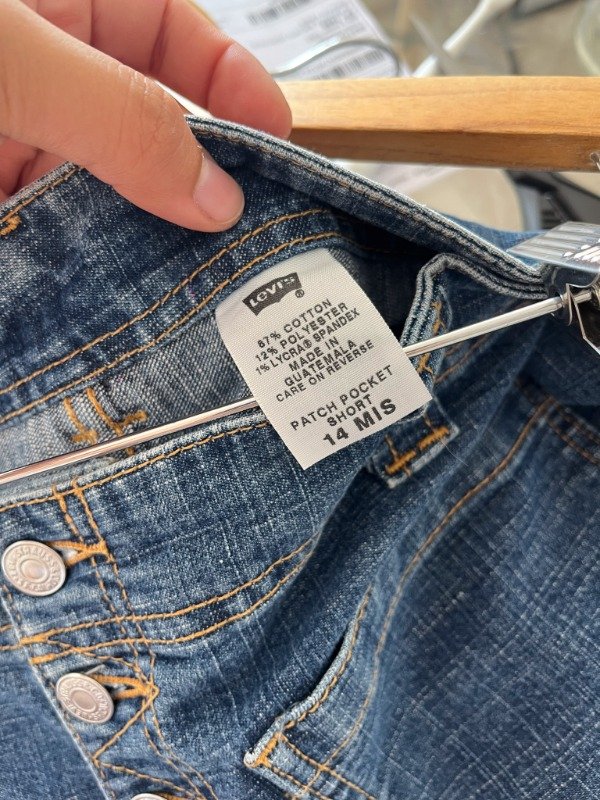 Levi's ®
87% COTTON
12% POLYESTER
1% LYCRA® SPANDEX
MADE IN
GUATEMALA
CARE ON REVERSE
PATCH POCKET
SHORT
14 MIS